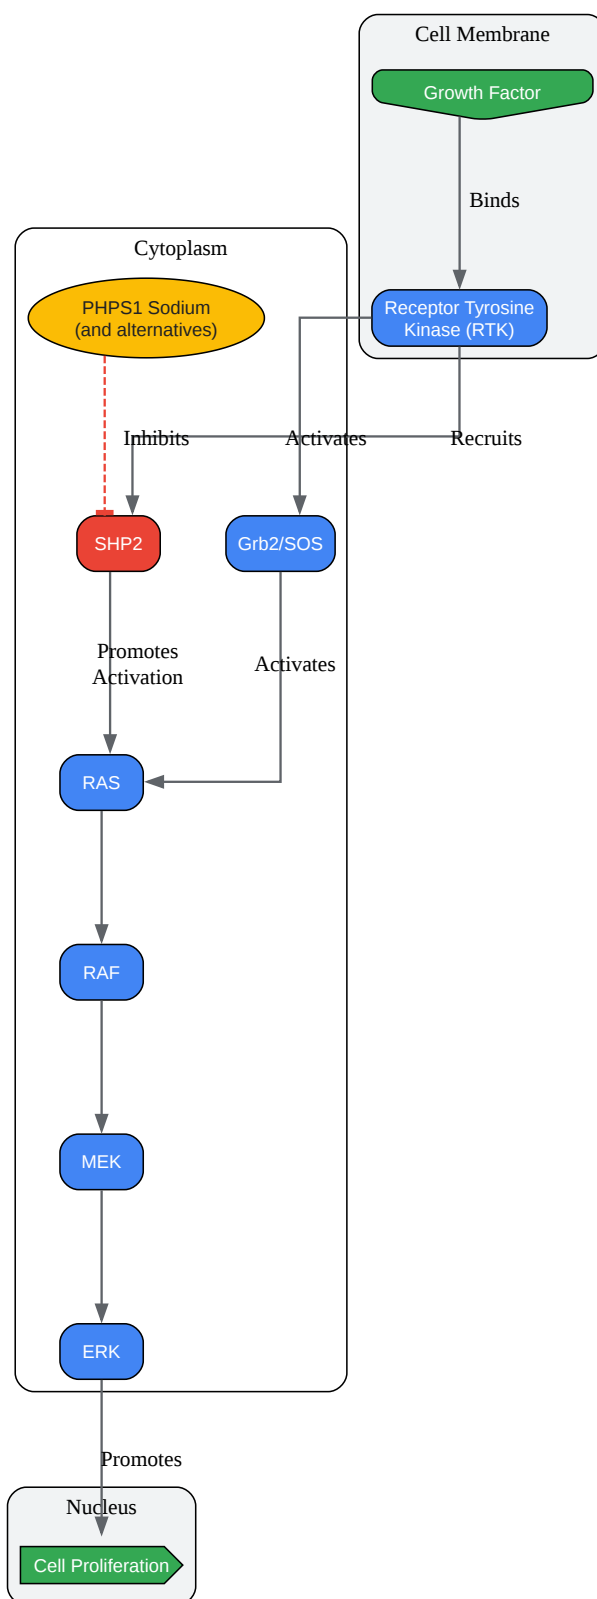 Cell Membrane
Growth Factor
Binds
Cytoplasm
PHPS1 Sodium
(and alternatives)
Receptor Tyrosine
Kinase (RTK)
Inhibits
Activates
Recruits
SHP2
Grb2/SOS
Promotes
Activation
Activates
RAS
RAF
MEK
ERK
Promotes
Nucleus
Cell Proliferation